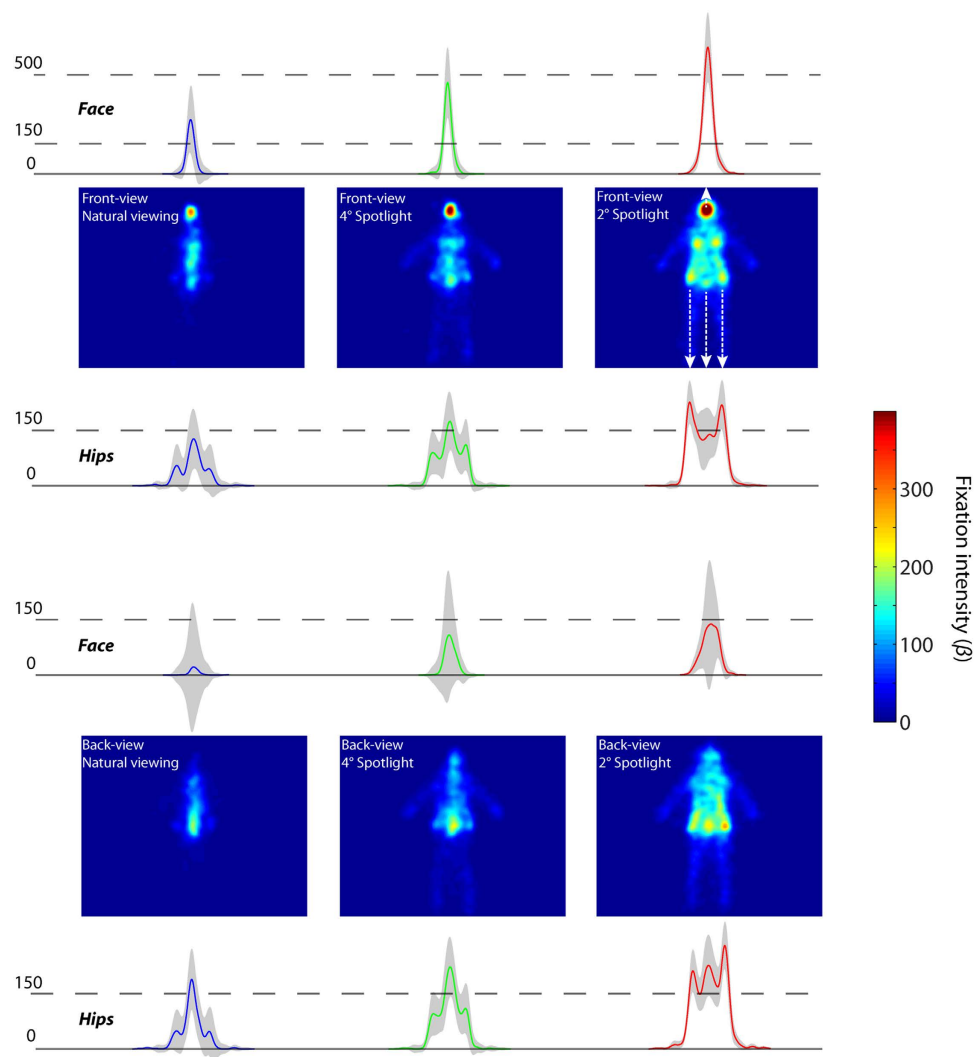 500
Face
150
0
Front-view
Natural viewing
Front-view
4° Spotlight
Front-view
2° Spotlight
150
Hips
0
300
200
100
0
Fixation intensity (β)
150
Face
0
Back-view
Natural viewing
Back-view
4° Spotlight
Back-view
2° Spotlight
150
Hips
0